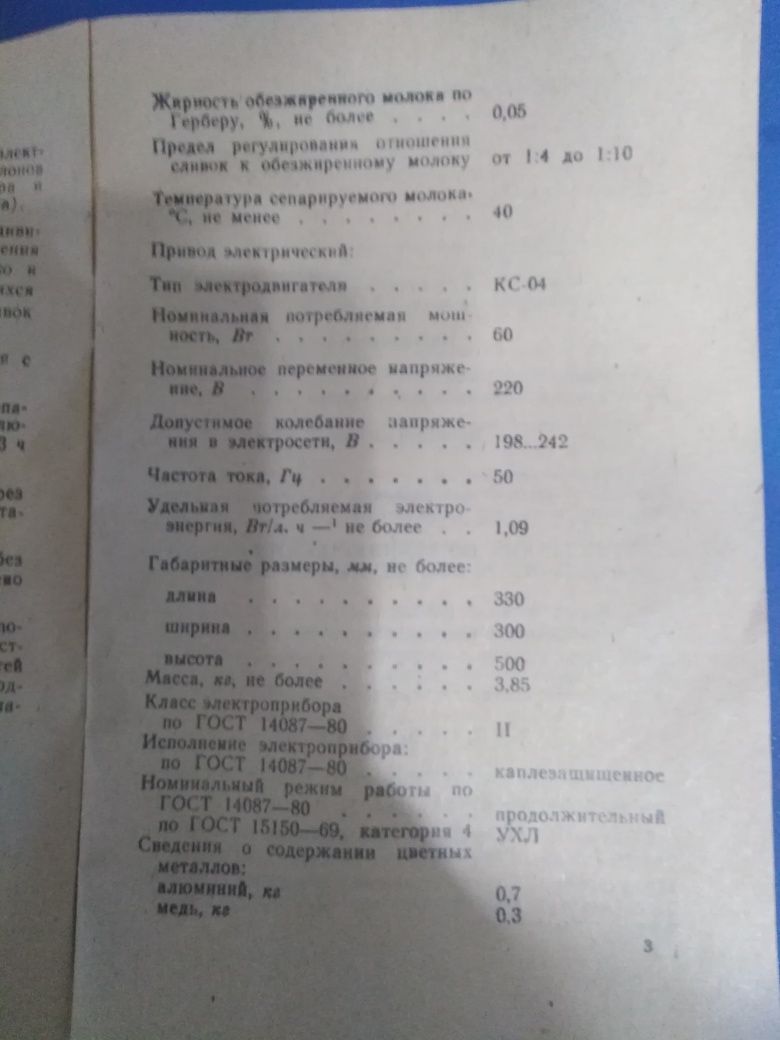 Жирность обезжиренного молока по
Герберу, %, не более . . . . 0,05
Предел регулирования отношения
сливок к обезжиренному молоку от 1:4 до 1:10
Температура сепарируемого молока·
°С, не менее . . . . . . . . 40
Привод электрический:
Тип электродвигателя . . . . . КС-04
Номинальная потребляемая мощ-
ность, Вт . . . . . . . . . 60
Номинальное переменное напряже-
ние, В . . . . . . . . . . 220
Допустимое колебание напряже-
ния в электросети, В . . . . . 198...242
Частота тока, Гц . . . . . . . 50
Удельная потребляемая электро-
энергия, Вт/л. ч —¹ не более . . 1,09
Габаритные размеры, мм, не более:
длина . . . . . . . . . . 330
ширина . . . . . . . . . . 300
высота . . . . . . . . . . 500
Масса, кг, не более . . . . . . 3,85
Класс электроприбора
по ГОСТ 14087—80 . . . . . II
Исполнение электроприбора:
по ГОСТ 14087—80 . . . . . каплезащищенное
Номинальный режим работы по
ГОСТ 14087—80 . . . . . . продолжительный
по ГОСТ 15150—69, категория 4 УХЛ
Сведения о содержании цветных
металлов:
алюминий, кг 0,7
медь, кг 0.3
3